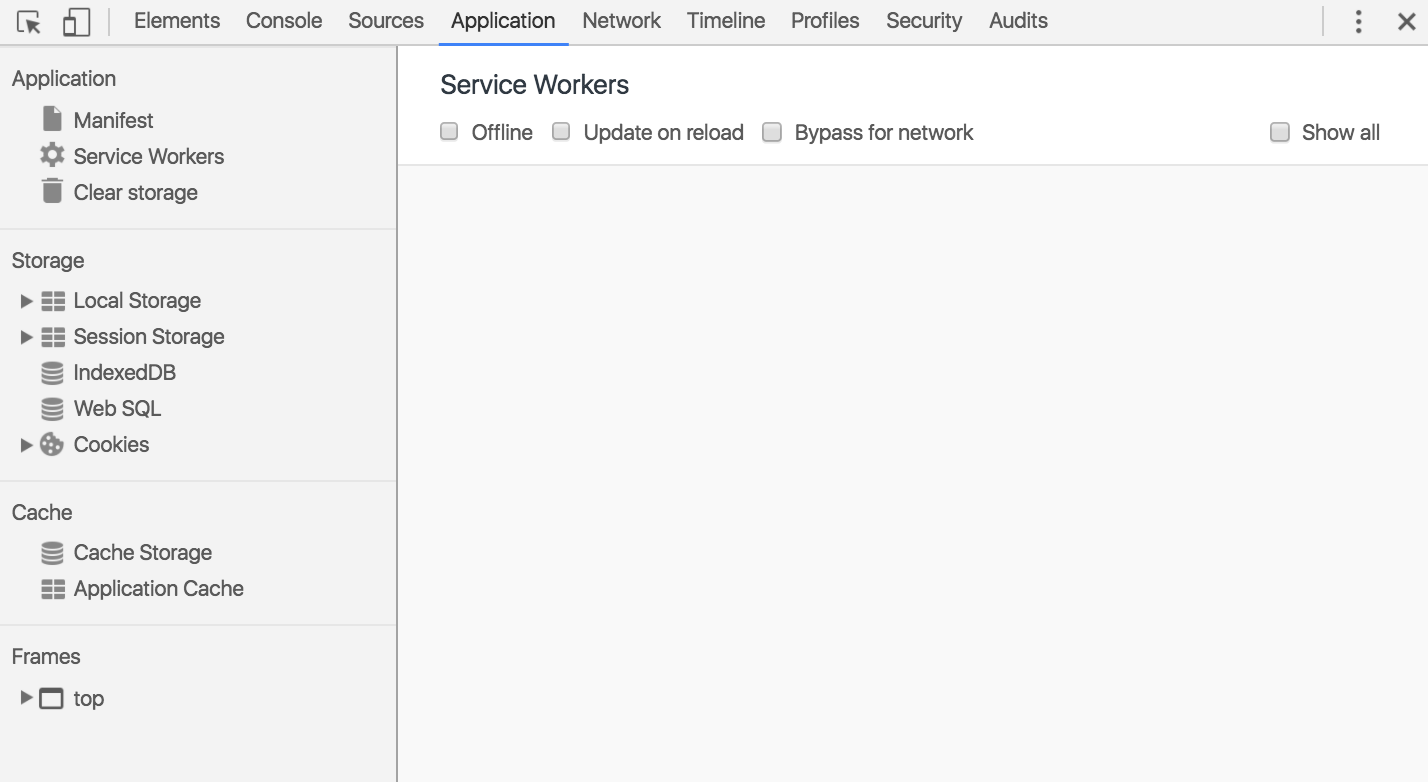 Elements Console Sources Application Network Timeline Profiles Security Audits
Application
Manifest
Service Workers
Clear storage
Storage
Local Storage
Session Storage
IndexedDB
Web SQL
Cookies
Cache
Cache Storage
Application Cache
Frames
top
Service Workers
Offline Update on reload Bypass for network Show all